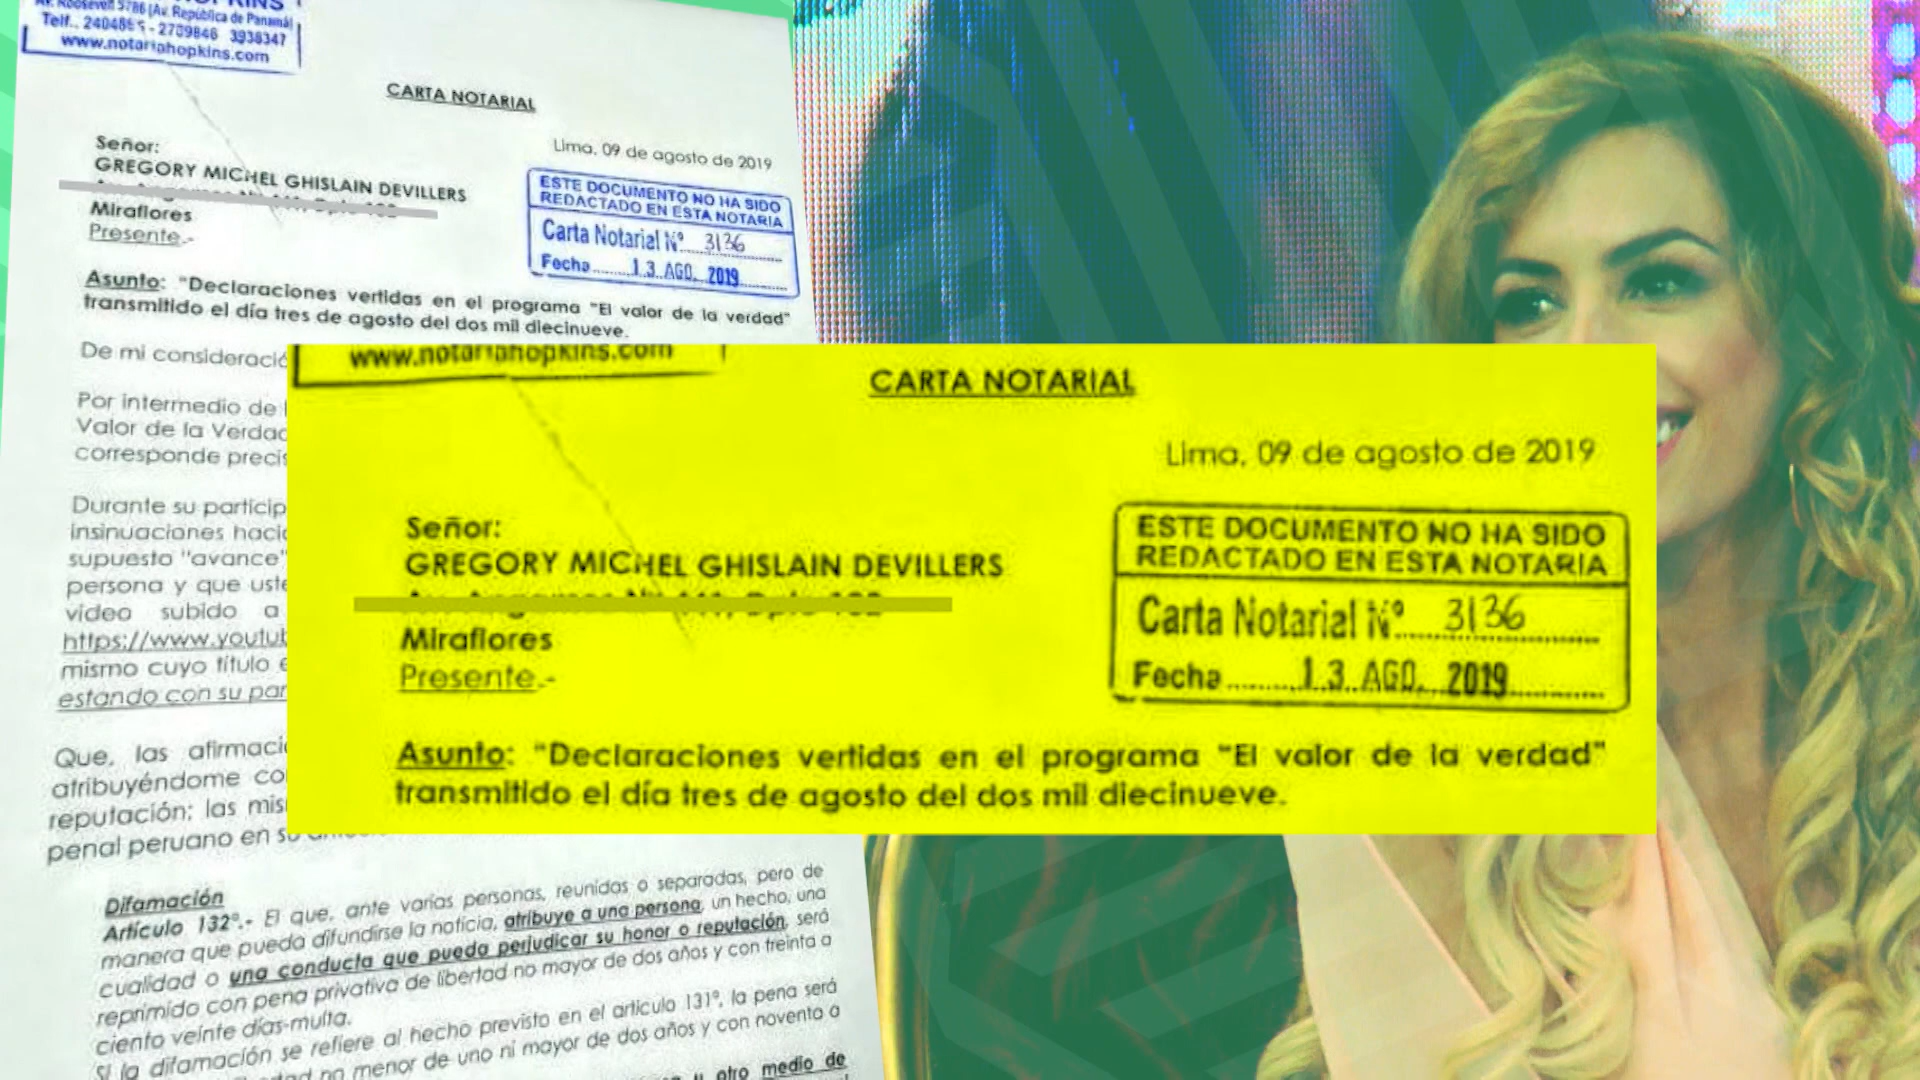 Av. Roosevelt 5786 (Av. República de Panamá)
Telf.. 240486 - 2709846 3938347
www.notariahopkins.com
CARTA NOTARIAL
Lima, 09 de agosto de 2019
Señor:
GREGORY MICHEL GHISLAIN DEVILLERS
Miraflores
Presente.-
ESTE DOCUMENTO NO HA SIDO
REDACTADO EN ESTA NOTARIA
Carta Notarial Nº 3136
Fecha 13 AGO. 2019
Asunto: "Declaraciones vertidas en el programa "El valor de la verdad"
transmitido el día tres de agosto del dos mil diecinueve.
De mi consideració
Por intermedio de
Valor de la Verdad
corresponde precis
Durante su particip
insinuaciones hacia
supuesto "avance"
persona y que uste
video subido a
https://www.youtub
mismo cuyo título e
estando con su par
Que, las afirmaci
atribuyéndome co
reputación; las mis
penal peruano en su
Difamación
Artículo 132º.- El que, ante varias personas, reunidas o separadas, pero de
manera que pueda difundirse la noticia, atribuye a una persona, un hecho, una
cualidad o una conducta que pueda perjudicar su honor o reputación, será
reprimido con pena privativa de libertad no mayor de dos años y con treinta a
ciento veinte días-multa.
Si la difamación se refiere al hecho previsto en el artículo 131º, la pena será
no menor de uno ni mayor de dos años y con noventa a
u otro medio de
www.notariahopkins.com
CARTA NOTARIAL
Lima, 09 de agosto de 2019
Señor:
GREGORY MICHEL GHISLAIN DEVILLERS
Miraflores
Presente.-
ESTE DOCUMENTO NO HA SIDO
REDACTADO EN ESTA NOTARIA
Carta Notarial Nº 3136
Fecha 13 AGO. 2019
Asunto: "Declaraciones vertidas en el programa "El valor de la verdad"
transmitido el día tres de agosto del dos mil diecinueve.